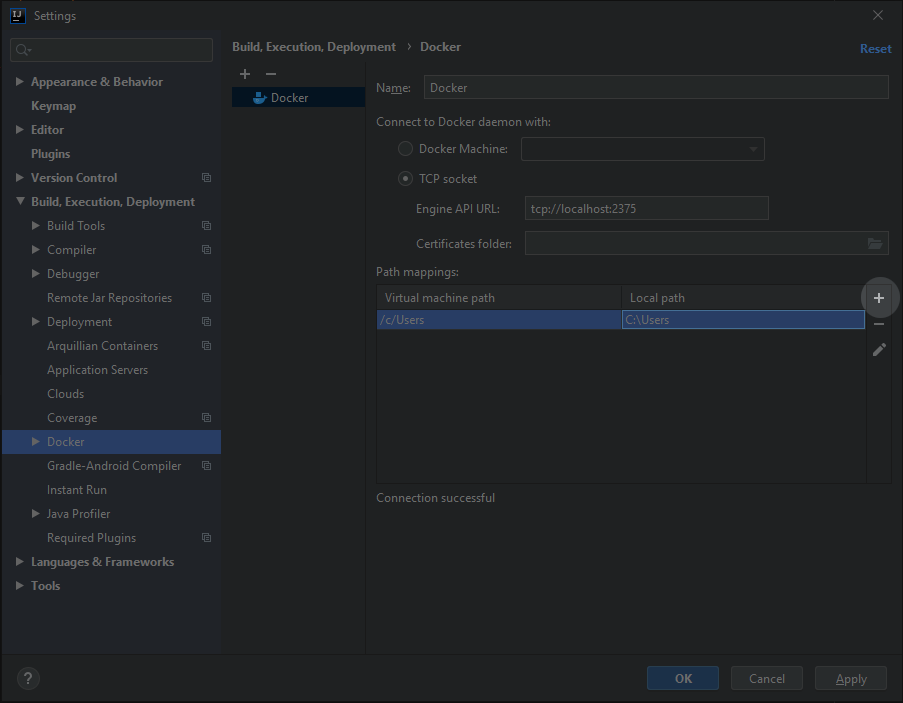 IJ Settings
Build, Execution, Deployment › Docker
Reset
Appearance & Behavior
Keymap
Editor
Plugins
Version Control
Build, Execution, Deployment
Build Tools
Compiler
Debugger
Remote Jar Repositories
Deployment
Arquillian Containers
Application Servers
Clouds
Coverage
Docker
Gradle-Android Compiler
Instant Run
Java Profiler
Required Plugins
Languages & Frameworks
Tools
Docker
Name: Docker
Connect to Docker daemon with:
Docker Machine:
TCP socket
Engine API URL: tcp://localhost:2375
Certificates folder:
Path mappings:
Virtual machine path Local path
/c/Users C:\Users
Connection successful
?
OK Cancel Apply